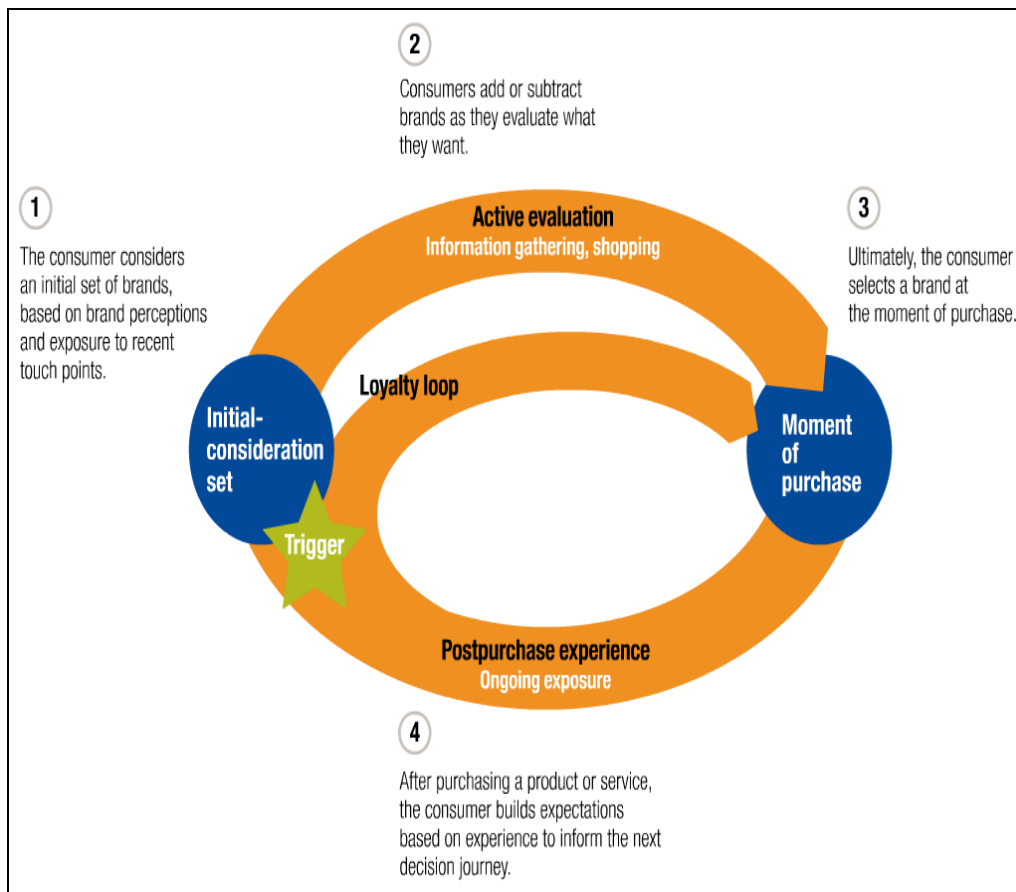 1
The consumer considers
an initial set of brands,
based on brand perceptions
and exposure to recent
touch points.
2
Consumers add or subtract
brands as they evaluate what
they want.
3
Ultimately, the consumer
selects a brand at
the moment of purchase.
Active evaluation
Information gathering, shopping
Loyalty loop
Initial-
consideration
set
Trigger
Moment
of
purchase
Postpurchase experience
Ongoing exposure
4
After purchasing a product or service,
the consumer builds expectations
based on experience to inform the next
decision journey.